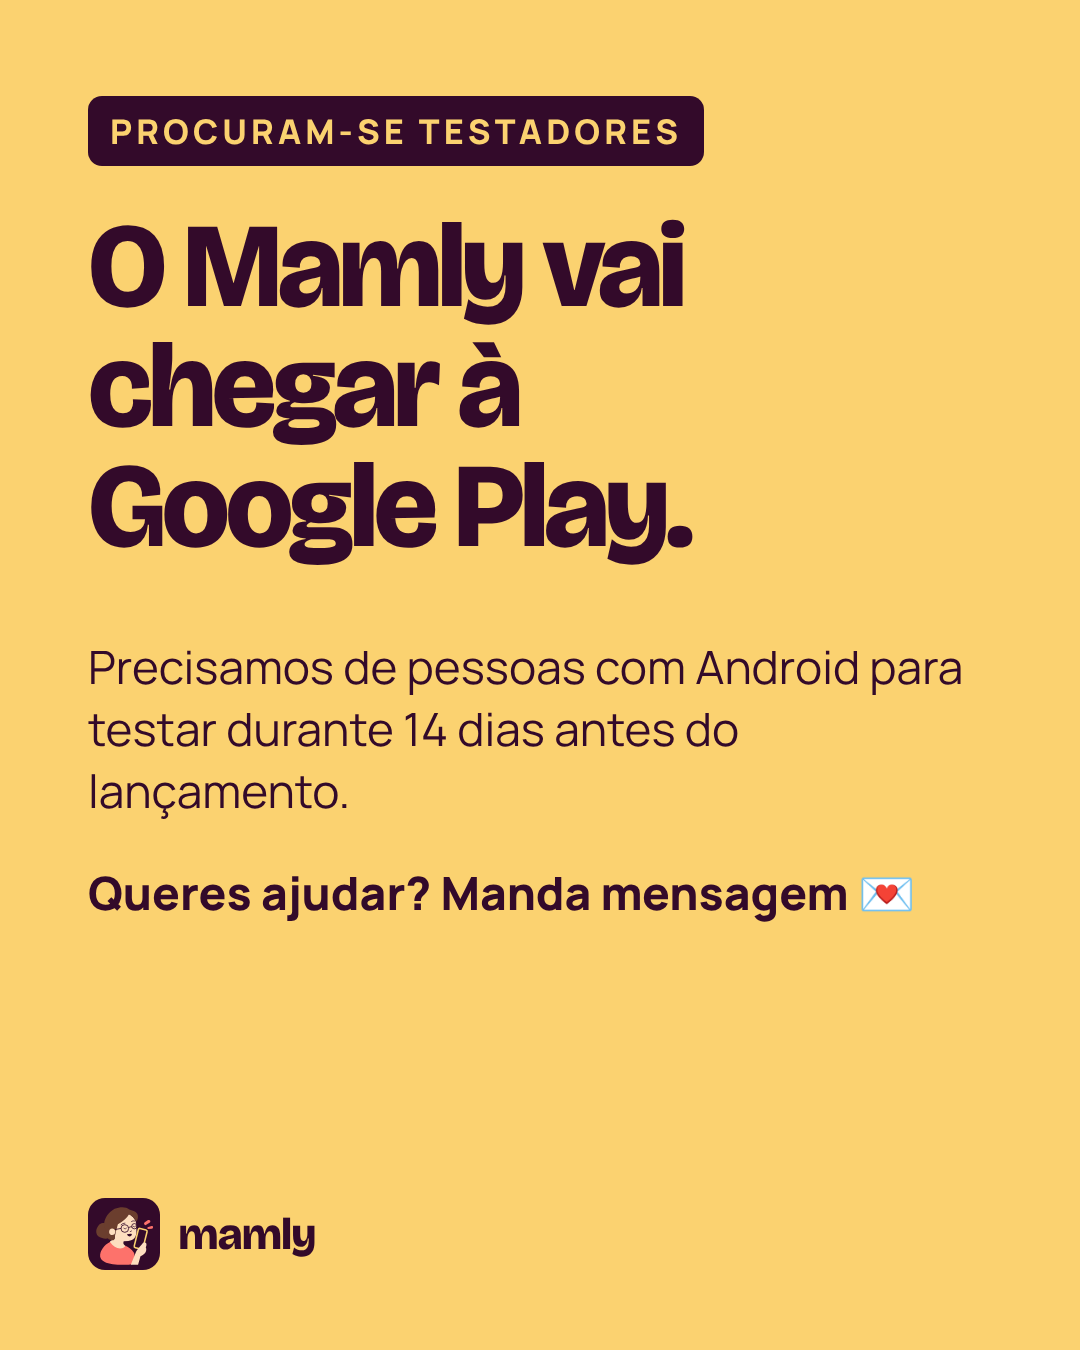 PROCURAM-SE TESTADORES
O Mamly vai
chegar à
Google Play.
Precisamos de pessoas com Android para
testar durante 14 dias antes do
lançamento.
Queres ajudar? Manda mensagem 💌
mamly